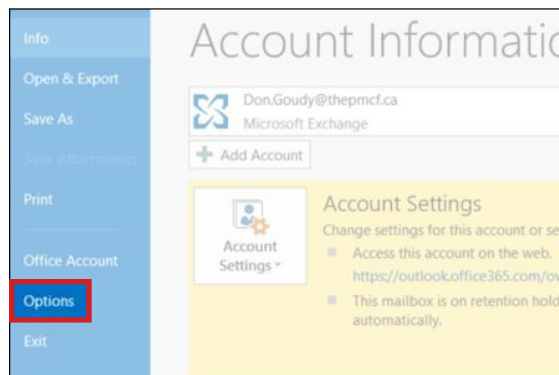 Info
Open & Export
Save As
Save Attachments
Print
Office Account
Options
Exit
Account Informatio
Don.Goudy@thepmcf.ca
Microsoft Exchange
Add Account
Account
Settings
Account Settings
Change settings for this account or se
Access this account on the web.
https://outlook.office365.com/ov
This mailbox is on retention hold
automatically.